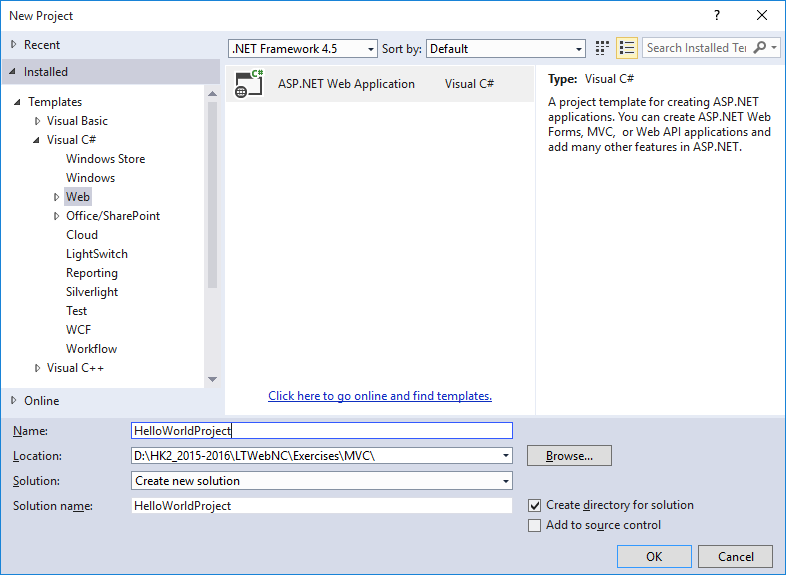 New Project
?
Recent
.NET Framework 4.5 Sort by: Default
Search Installed Te
Installed
Templates
Visual Basic
Visual C#
Windows Store
Windows
Web
Office/SharePoint
Cloud
LightSwitch
Reporting
Silverlight
Test
WCF
Workflow
Visual C++
Online
C#
ASP.NET Web Application Visual C#
Click here to go online and find templates.
Type: Visual C#
A project template for creating ASP.NET
applications. You can create ASP.NET Web
Forms, MVC, or Web API applications and
add many other features in ASP.NET.
Name: HelloWorldProject
Location: D:\HK2_2015-2016\LTWebNC\Exercises\MVC\ Browse...
Solution: Create new solution
Solution name: HelloWorldProject
Create directory for solution
Add to source control
OK Cancel